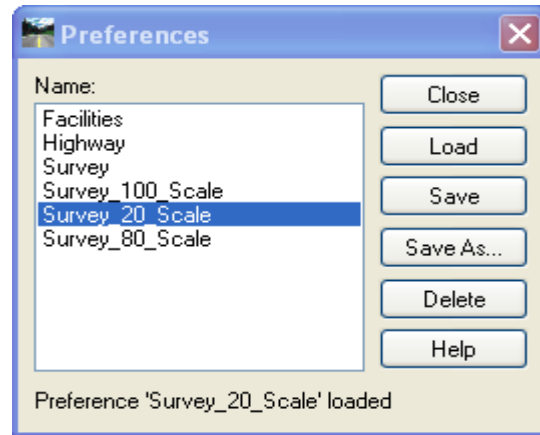 Preferences
Name:
Facilities
Highway
Survey
Survey_100_Scale
Survey_20_Scale
Survey_80_Scale
Close
Load
Save
Save As...
Delete
Help
Preference 'Survey_20_Scale' loaded